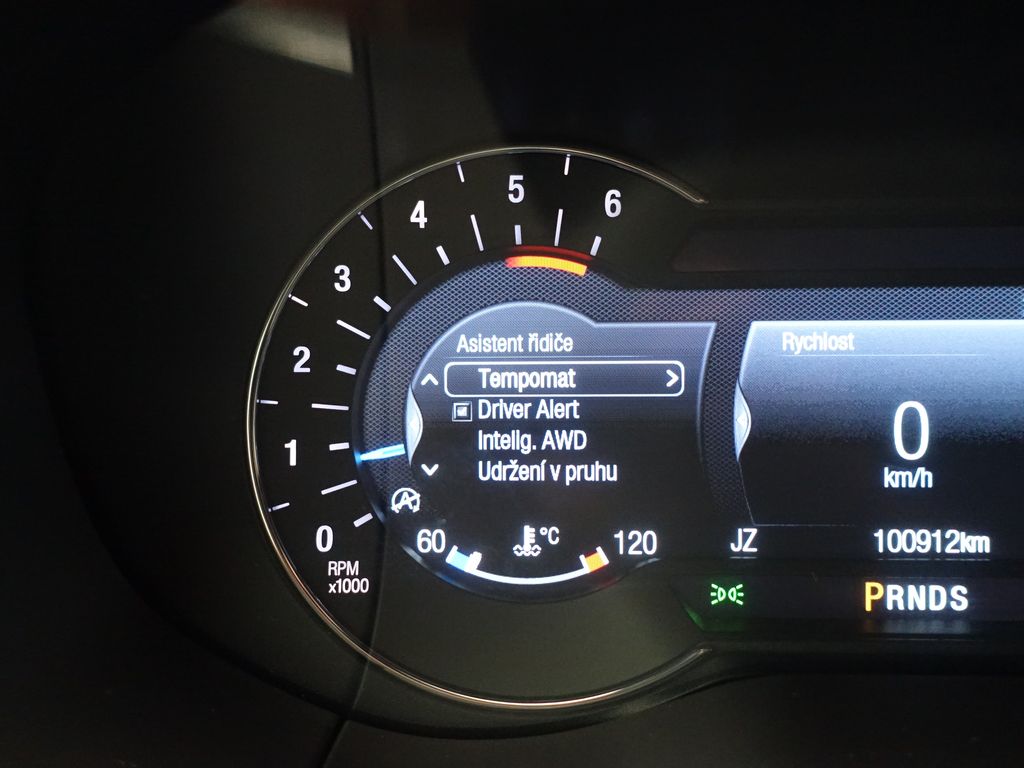 6
5
4
3
2
1
0
RPM
x1000
Asistent řidiče
Tempomat
Driver Alert
Intelig. AWD
Udržení v pruhu
A
60 °C 120
Rychlost
0
km/h
JZ 100912km
PRNDS